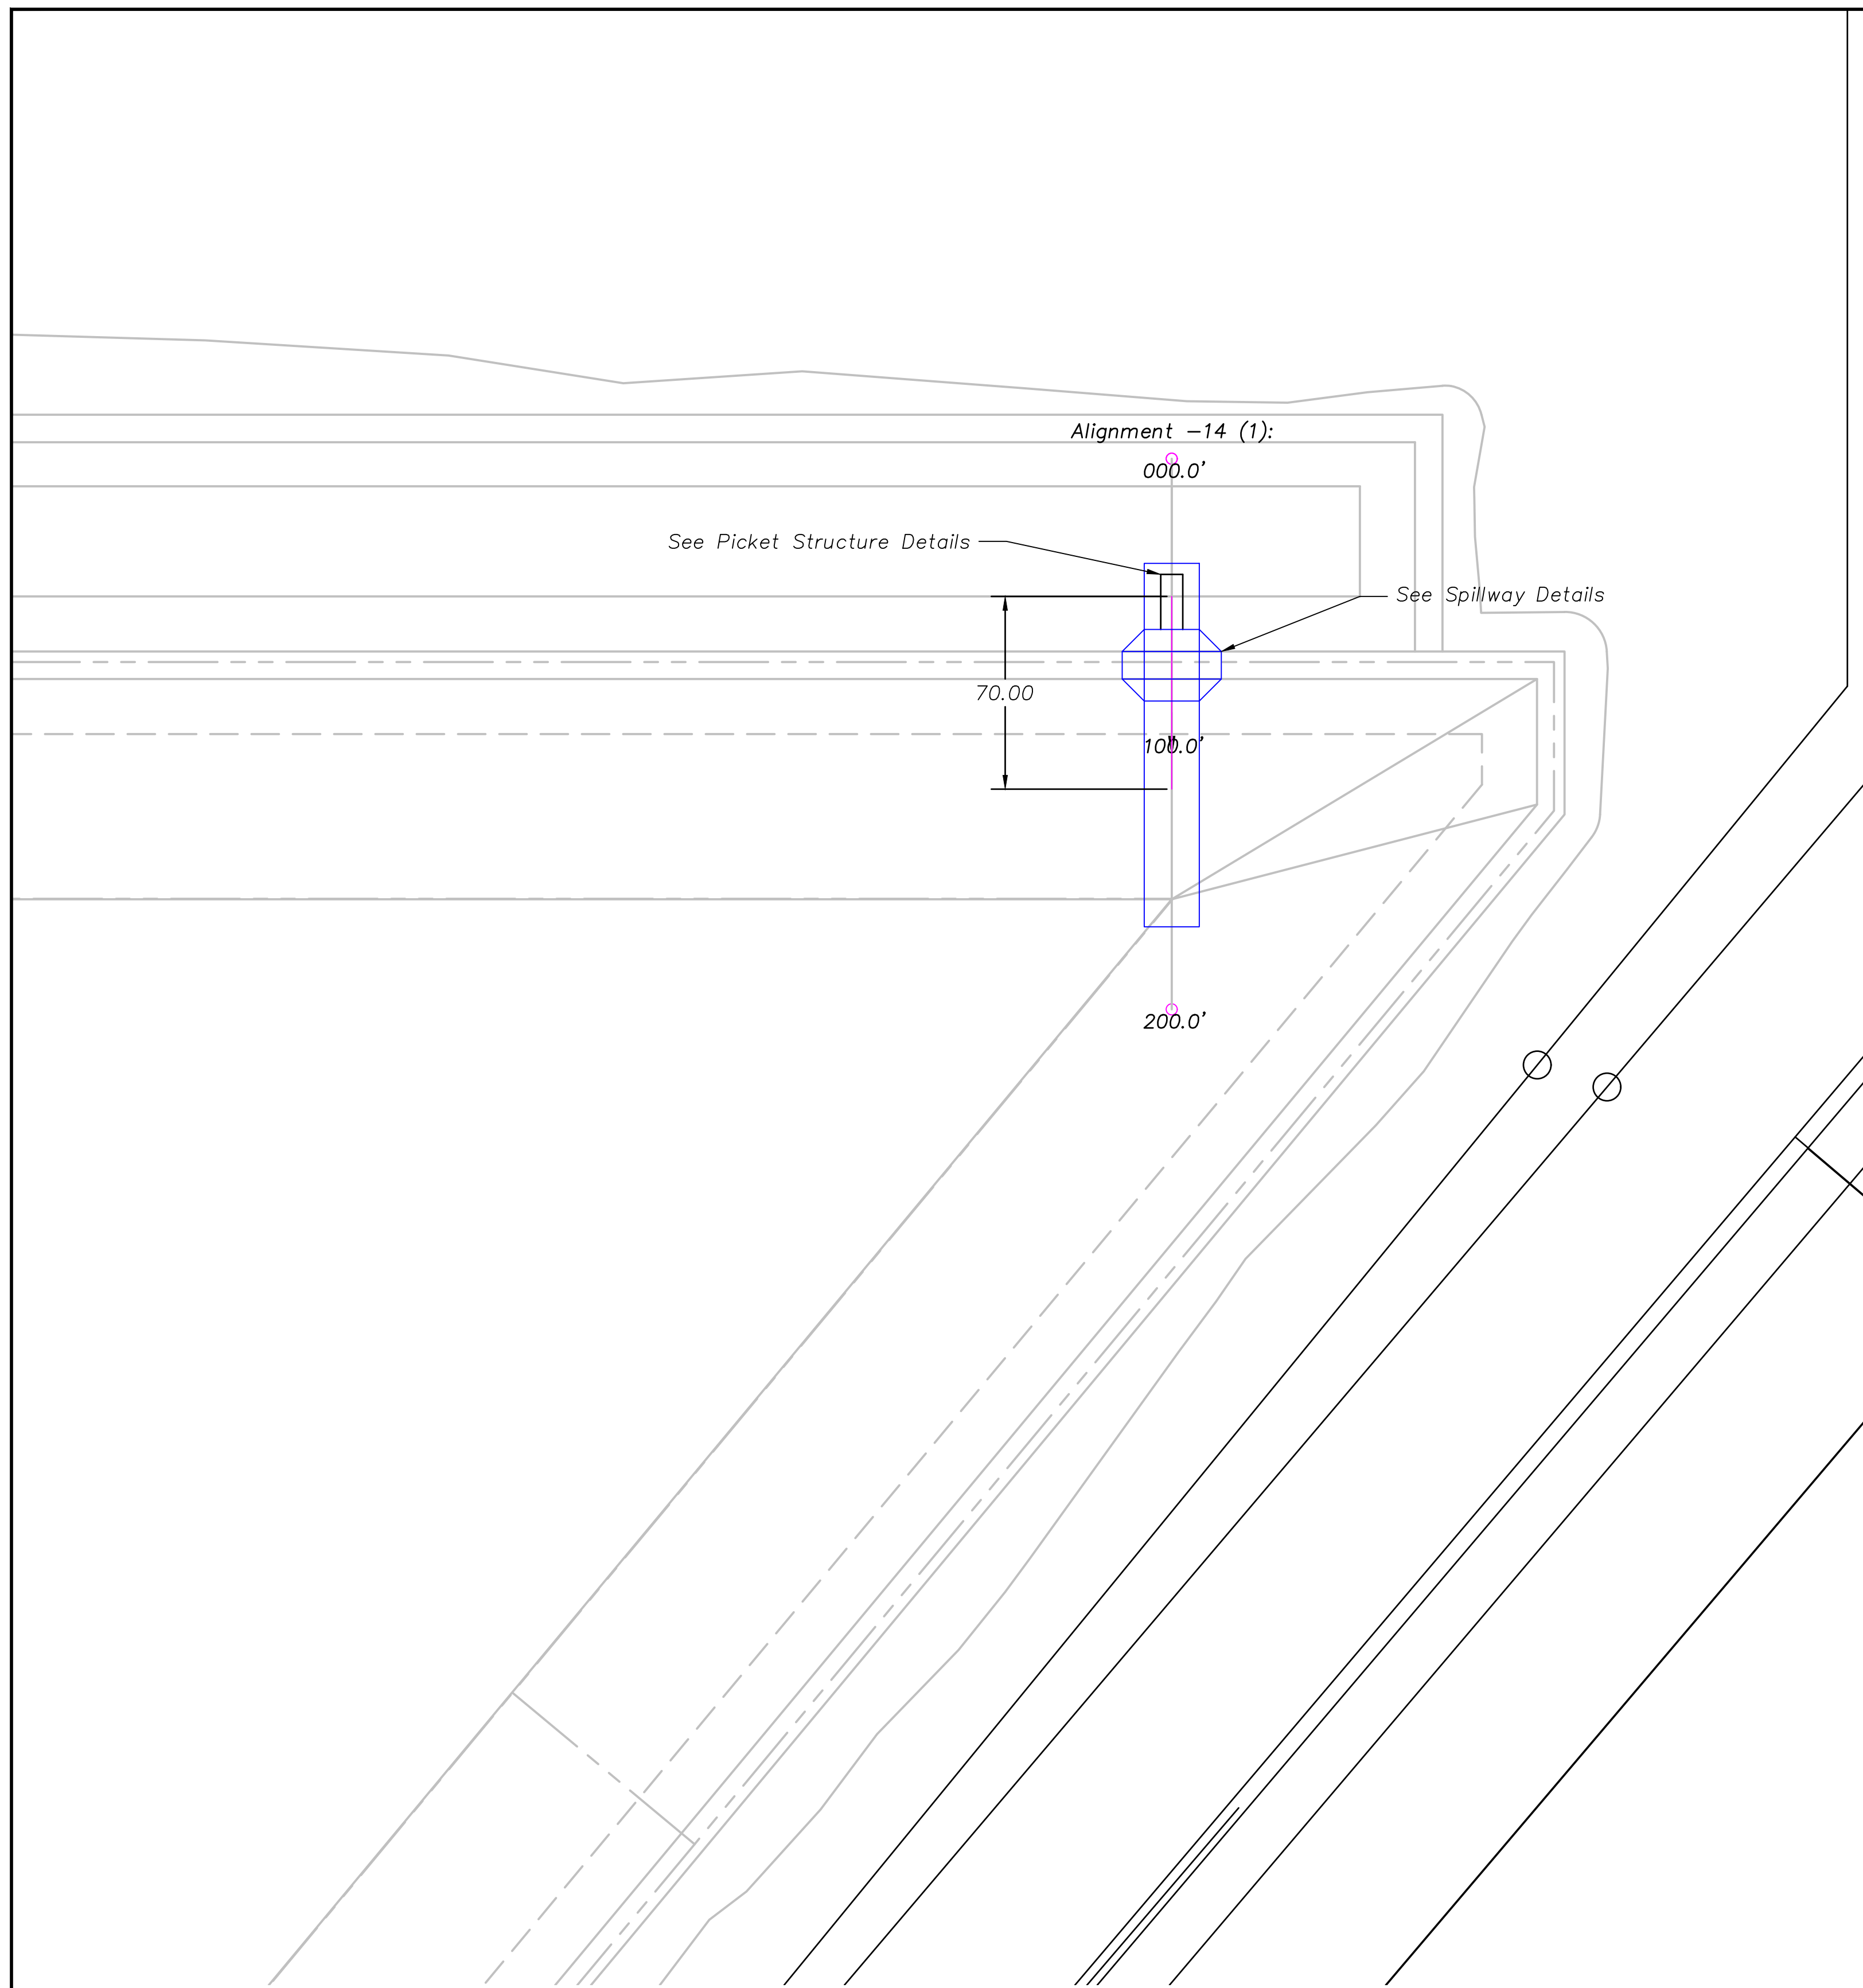 Alignment -14 (1):
000.0'
See Picket Structure Details
See Spillway Details
70.00
100.0'
200.0'